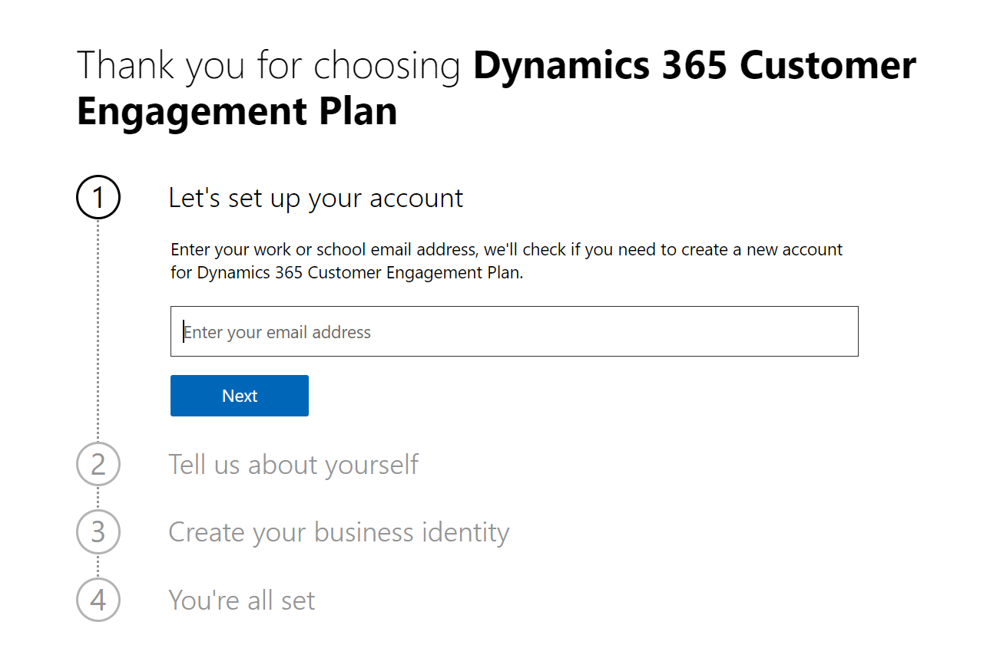 Thank you for choosing Dynamics 365 Customer
Engagement Plan
1
Let's set up your account
Enter your work or school email address, we'll check if you need to create a new account
for Dynamics 365 Customer Engagement Plan.
Enter your email address
Next
2
Tell us about yourself
3
Create your business identity
4
You're all set